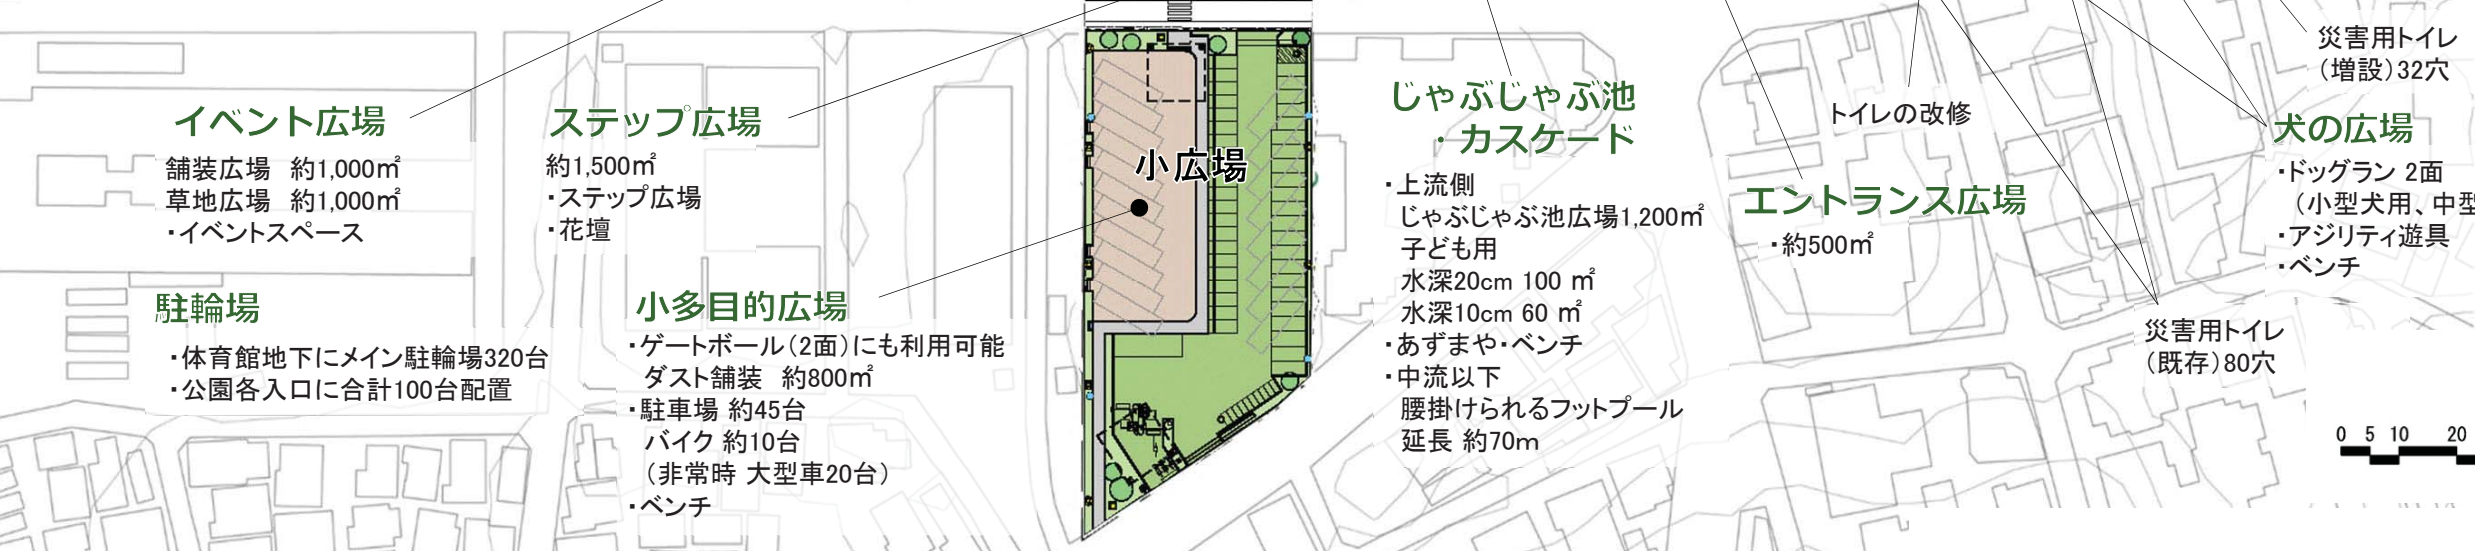 イベント広場
舗装広場 約1,000㎡
草地広場 約1,000㎡
・イベントスペース
駐輪場
・体育館地下にメイン駐輪場320台
・公園各入口に合計100台配置
ステップ広場
約1,500㎡
・ステップ広場
・花壇
小多目的広場
・ゲートボール（2面）にも利用可能
ダスト舗装 約800㎡
・駐車場 約45台
バイク 約10台
（非常時 大型車20台）
・ベンチ
小広場
じゃぶじゃぶ池
・カスケード
・上流側
じゃぶじゃぶ池広場1,200㎡
子ども用
水深20cm 100 ㎡
水深10cm 60 ㎡
・あずまや・ベンチ
・中流以下
腰掛けられるフットプール
延長 約70m
トイレの改修
エントランス広場
・約500㎡
災害用トイレ
（増設）32穴
犬の広場
・ドッグラン 2面
（小型犬用、中型
・アジリティ遊具
・ベンチ
災害用トイレ
（既存）80穴
0 5 10 20